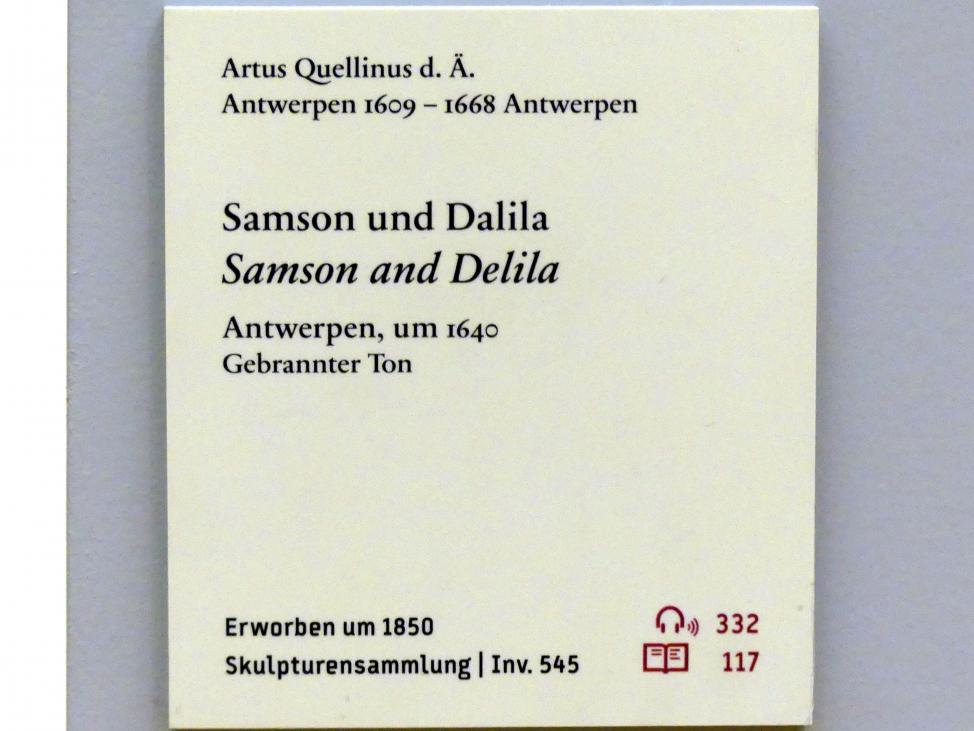 Artus Quellinus d. Ä.
Antwerpen 1609 – 1668 Antwerpen
Samson und Dalila
Samson and Delila
Antwerpen, um 1640
Gebrannter Ton
Erworben um 1850
332
Skulpturensammlung | Inv. 545
117